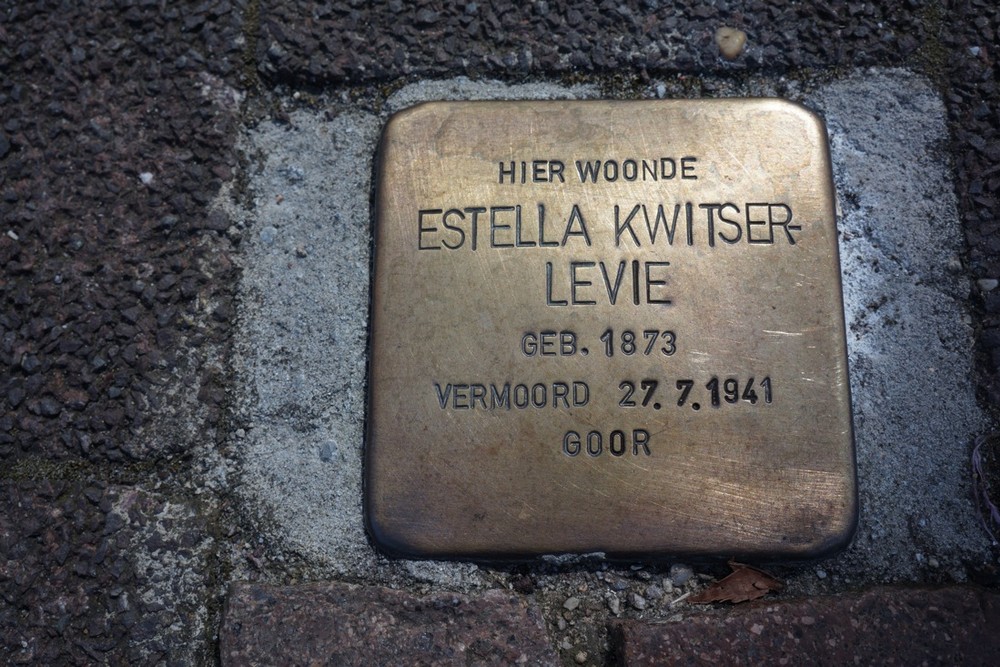 HIER WOONDE
ESTELLA KWITSER-
LEVIE
GEB. 1873
VERMOORD 27.7.1941
GOOR